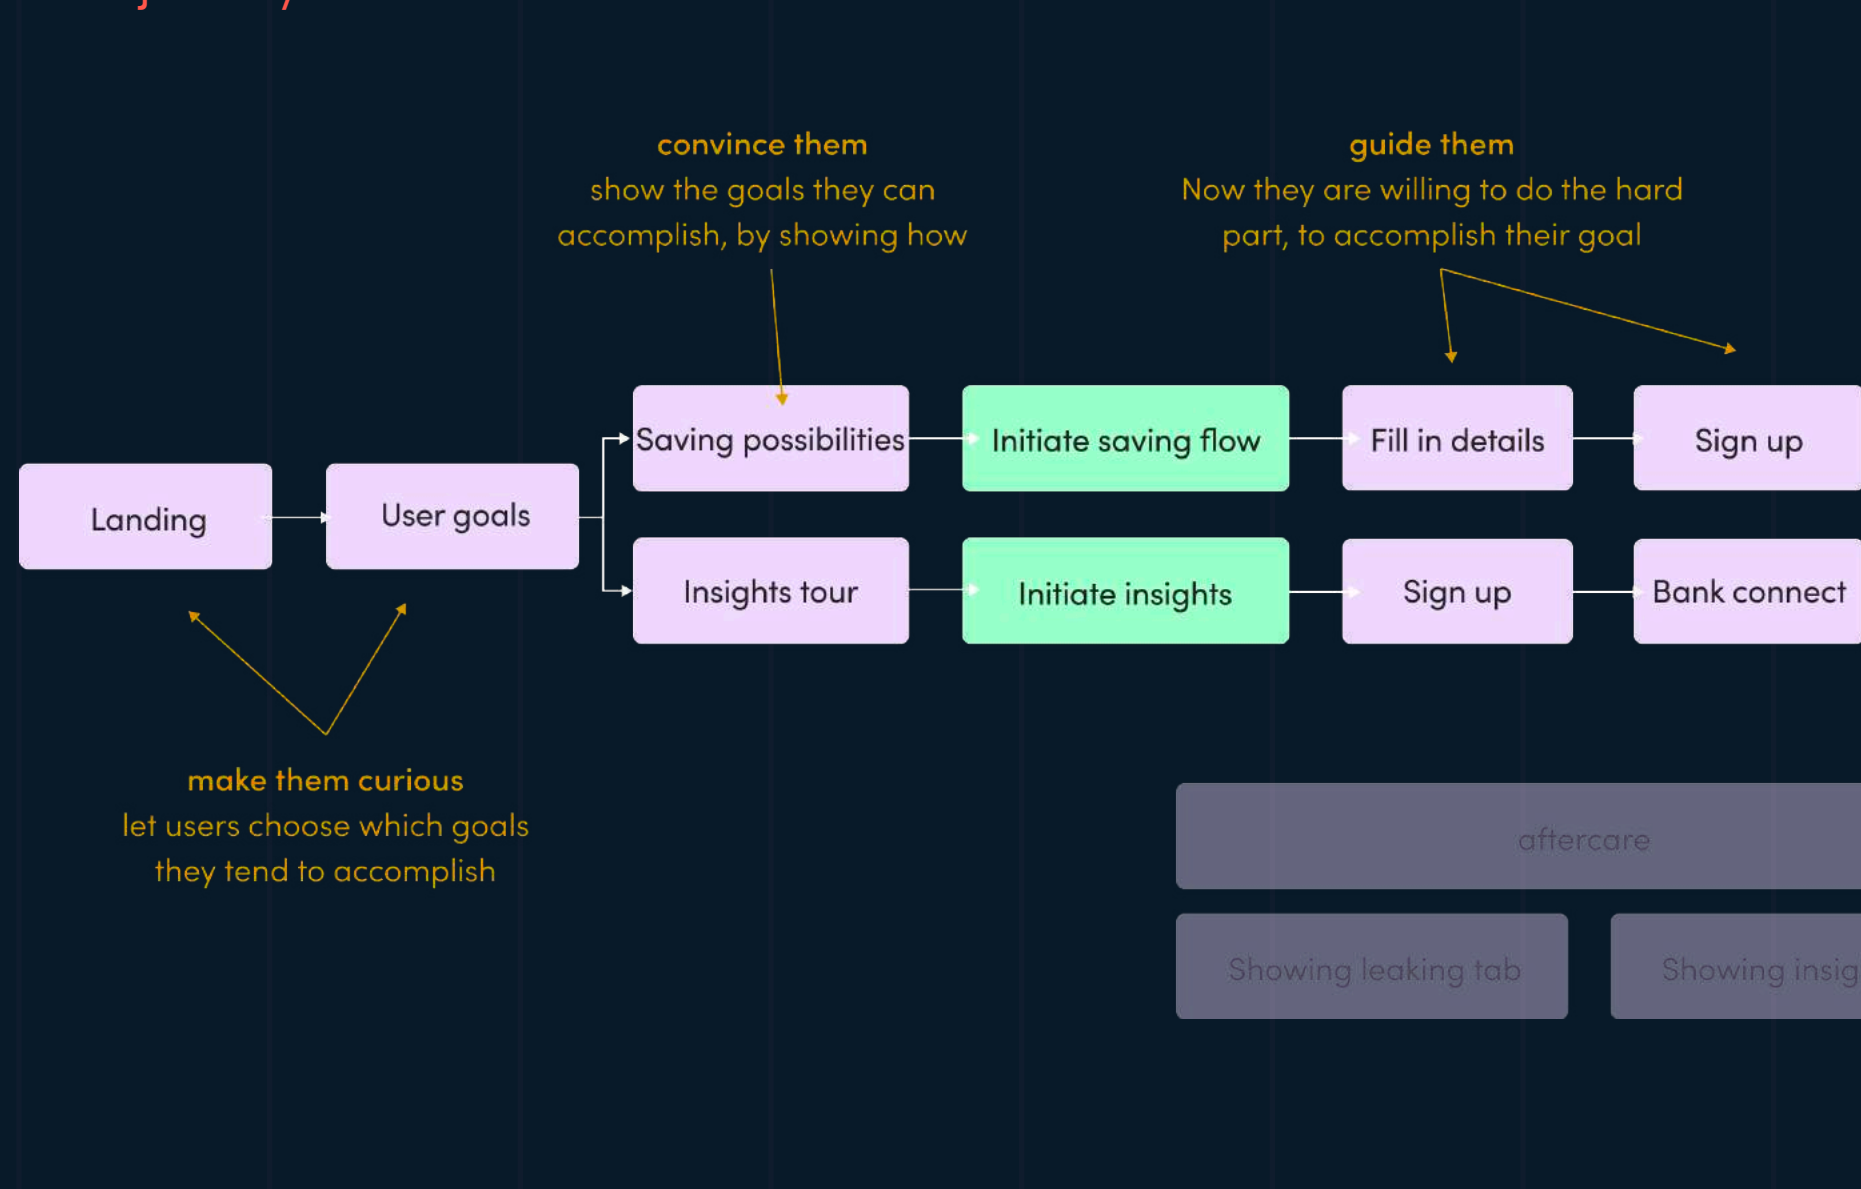 convince them
show the goals they can
accomplish, by showing how
guide them
Now they are willing to do the hard
part, to accomplish their goal
Saving possibilities
Initiate saving flow
Fill in details
Sign up
Landing
User goals
Insights tour
Initiate insights
Sign up
Bank connect
make them curious
let users choose which goals
they tend to accomplish
aftercare
Showing leaking tab
Showing